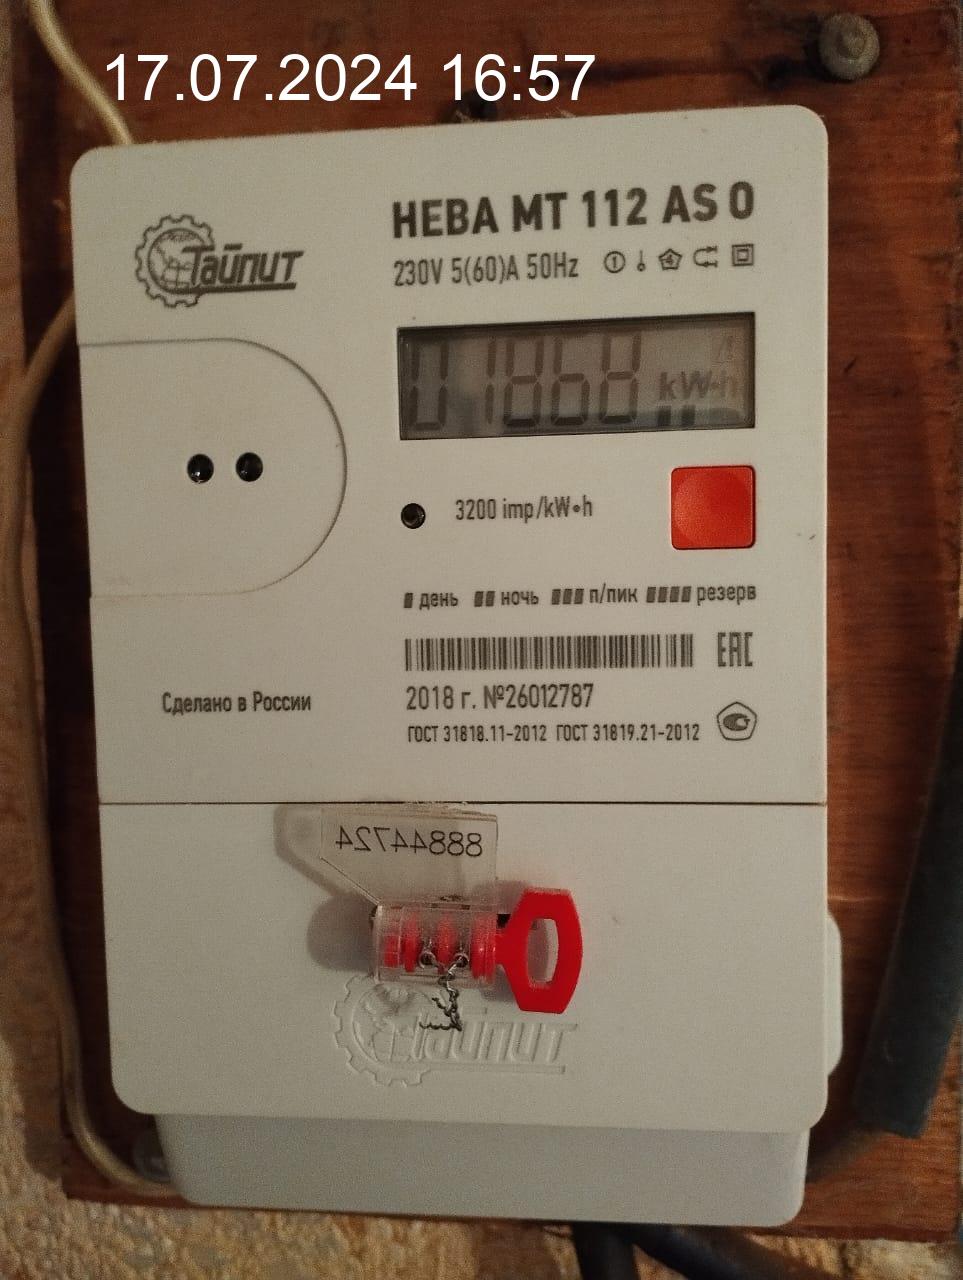 17.07.2024 16:57
Тайпит
НЕВА МТ 112 AS O
230V 5(60)A 50Hz
01868 kW•h
3200 imp/kW•h
день ночь п/пик резерв
EAC
Сделано в России
2018 г. №26012787
ГОСТ 31818.11-2012 ГОСТ 31819.21-2012
88844724
Тайпит